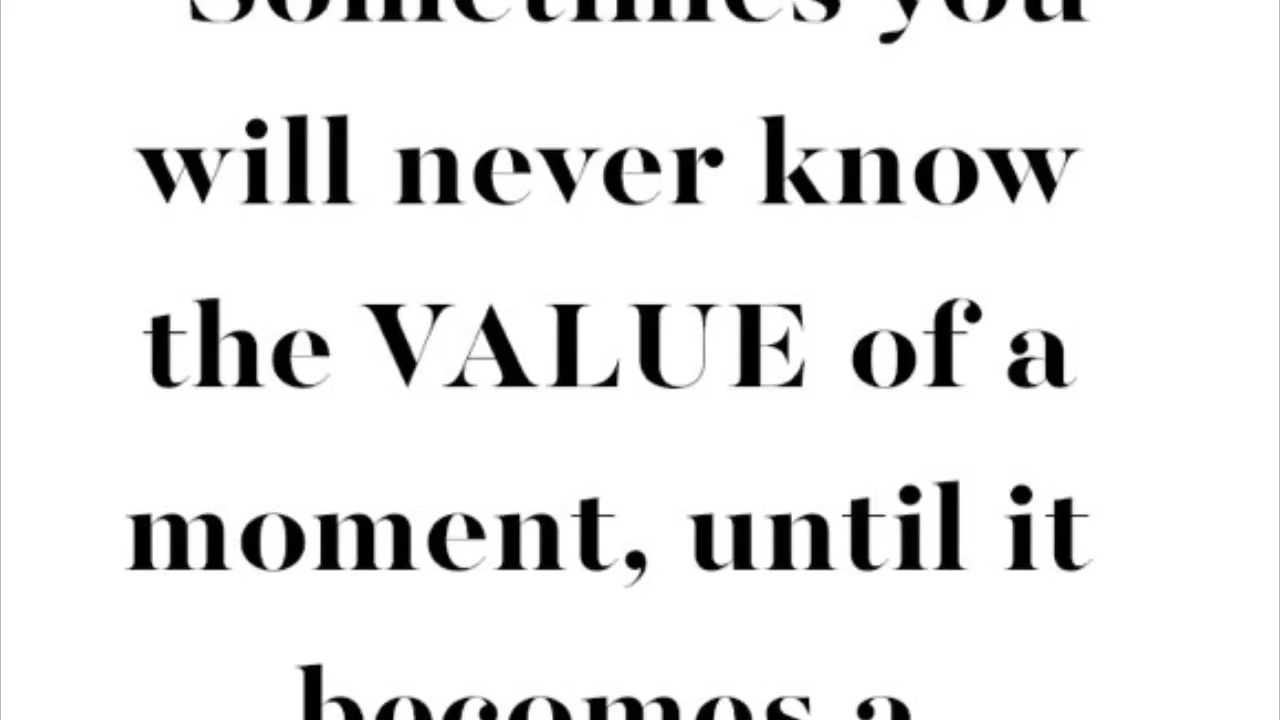 Sometimes you
will never know
the VALUE of a
moment, until it
becomes a